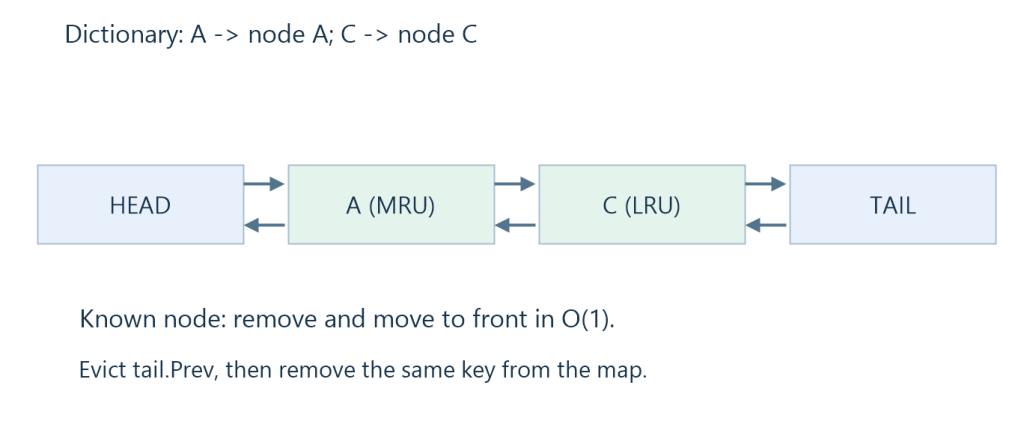 Dictionary: A -> node A; C -> node C
HEAD
A (MRU)
C (LRU)
TAIL
Known node: remove and move to front in O(1).
Evict tail.Prev, then remove the same key from the map.